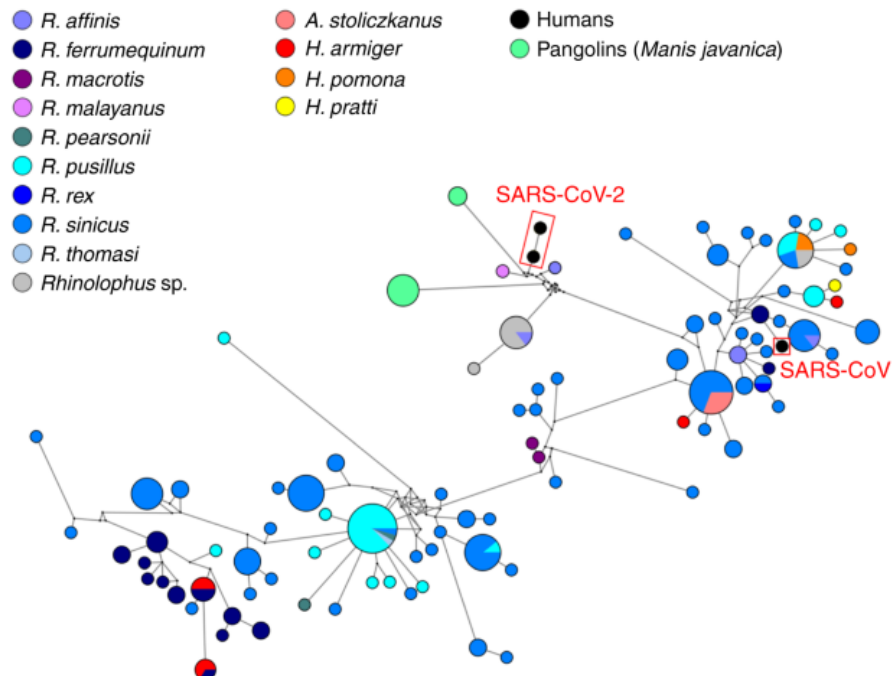 R. affinis
R. ferrumequinum
R. macrotis
R. malayanus
R. pearsonii
R. pusillus
R. rex
R. sinicus
R. thomasi
Rhinolophus sp.
A. stoliczkanus
H. armiger
H. pomona
H. pratti
Humans
Pangolins (Manis javanica)
SARS-CoV-2
SARS-CoV